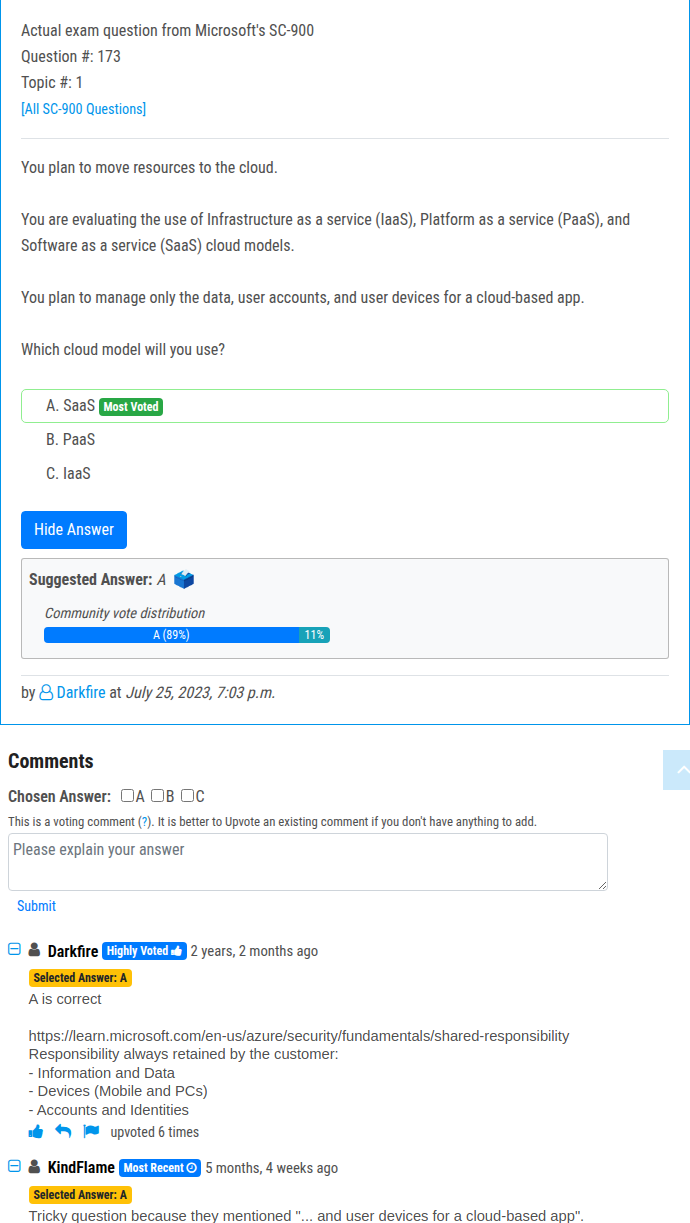 Actual exam question from Microsoft's SC-900
Question #: 173
Topic #: 1
[All SC-900 Questions]
You plan to move resources to the cloud.
You are evaluating the use of Infrastructure as a service (IaaS), Platform as a service (PaaS), and
Software as a service (SaaS) cloud models.
You plan to manage only the data, user accounts, and user devices for a cloud-based app.
Which cloud model will you use?
A. SaaS Most Voted
B. PaaS
C. IaaS
Hide Answer
Suggested Answer: A
Community vote distribution
A (89%) 11%
by Darkfire at July 25, 2023, 7:03 p.m.
Comments
Chosen Answer: A B C
This is a voting comment (?). It is better to Upvote an existing comment if you don't have anything to add.
Please explain your answer
Submit
Darkfire Highly Voted 2 years, 2 months ago
Selected Answer: A
A is correct
https://learn.microsoft.com/en-us/azure/security/fundamentals/shared-responsibility
Responsibility always retained by the customer:
- Information and Data
- Devices (Mobile and PCs)
- Accounts and Identities
upvoted 6 times
KindFlame Most Recent 5 months, 4 weeks ago
Selected Answer: A
Tricky question because they mentioned "... and user devices for a cloud-based app".